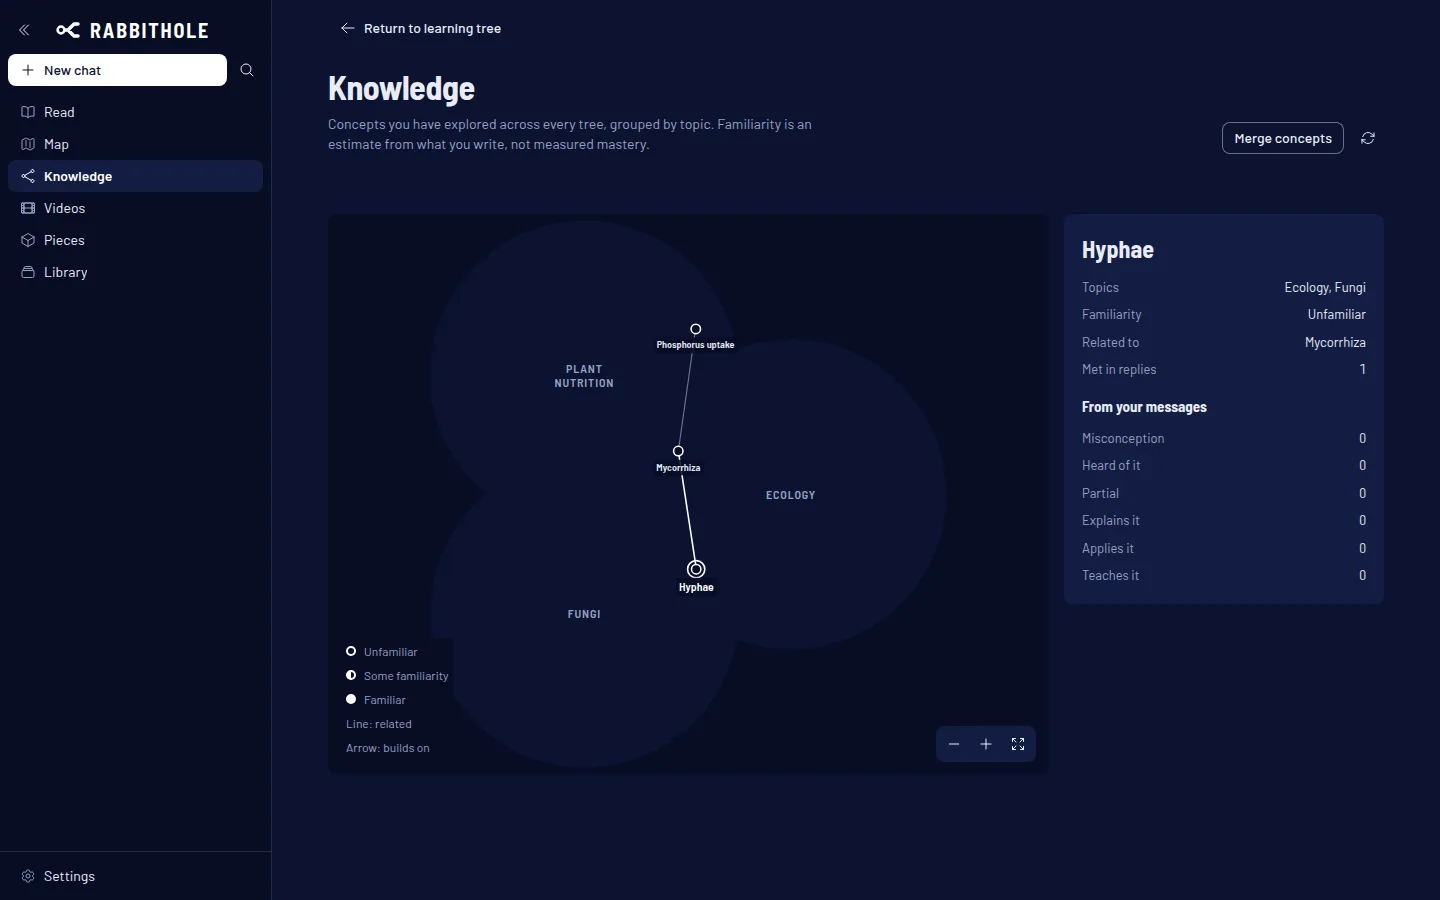 RABBITHOLE
New chat
Read
Map
Knowledge
Videos
Pieces
Library
Settings
Return to learning tree
Knowledge
Concepts you have explored across every tree, grouped by topic. Familiarity is an
estimate from what you write, not measured mastery.
Merge concepts
Phosphorus uptake
PLANT
NUTRITION
Mycorrhiza
ECOLOGY
Hyphae
FUNGI
Unfamiliar
Some familiarity
Familiar
Line: related
Arrow: builds on
Hyphae
Topics Ecology, Fungi
Familiarity Unfamiliar
Related to Mycorrhiza
Met in replies 1
From your messages
Misconception 0
Heard of it 0
Partial 0
Explains it 0
Applies it 0
Teaches it 0